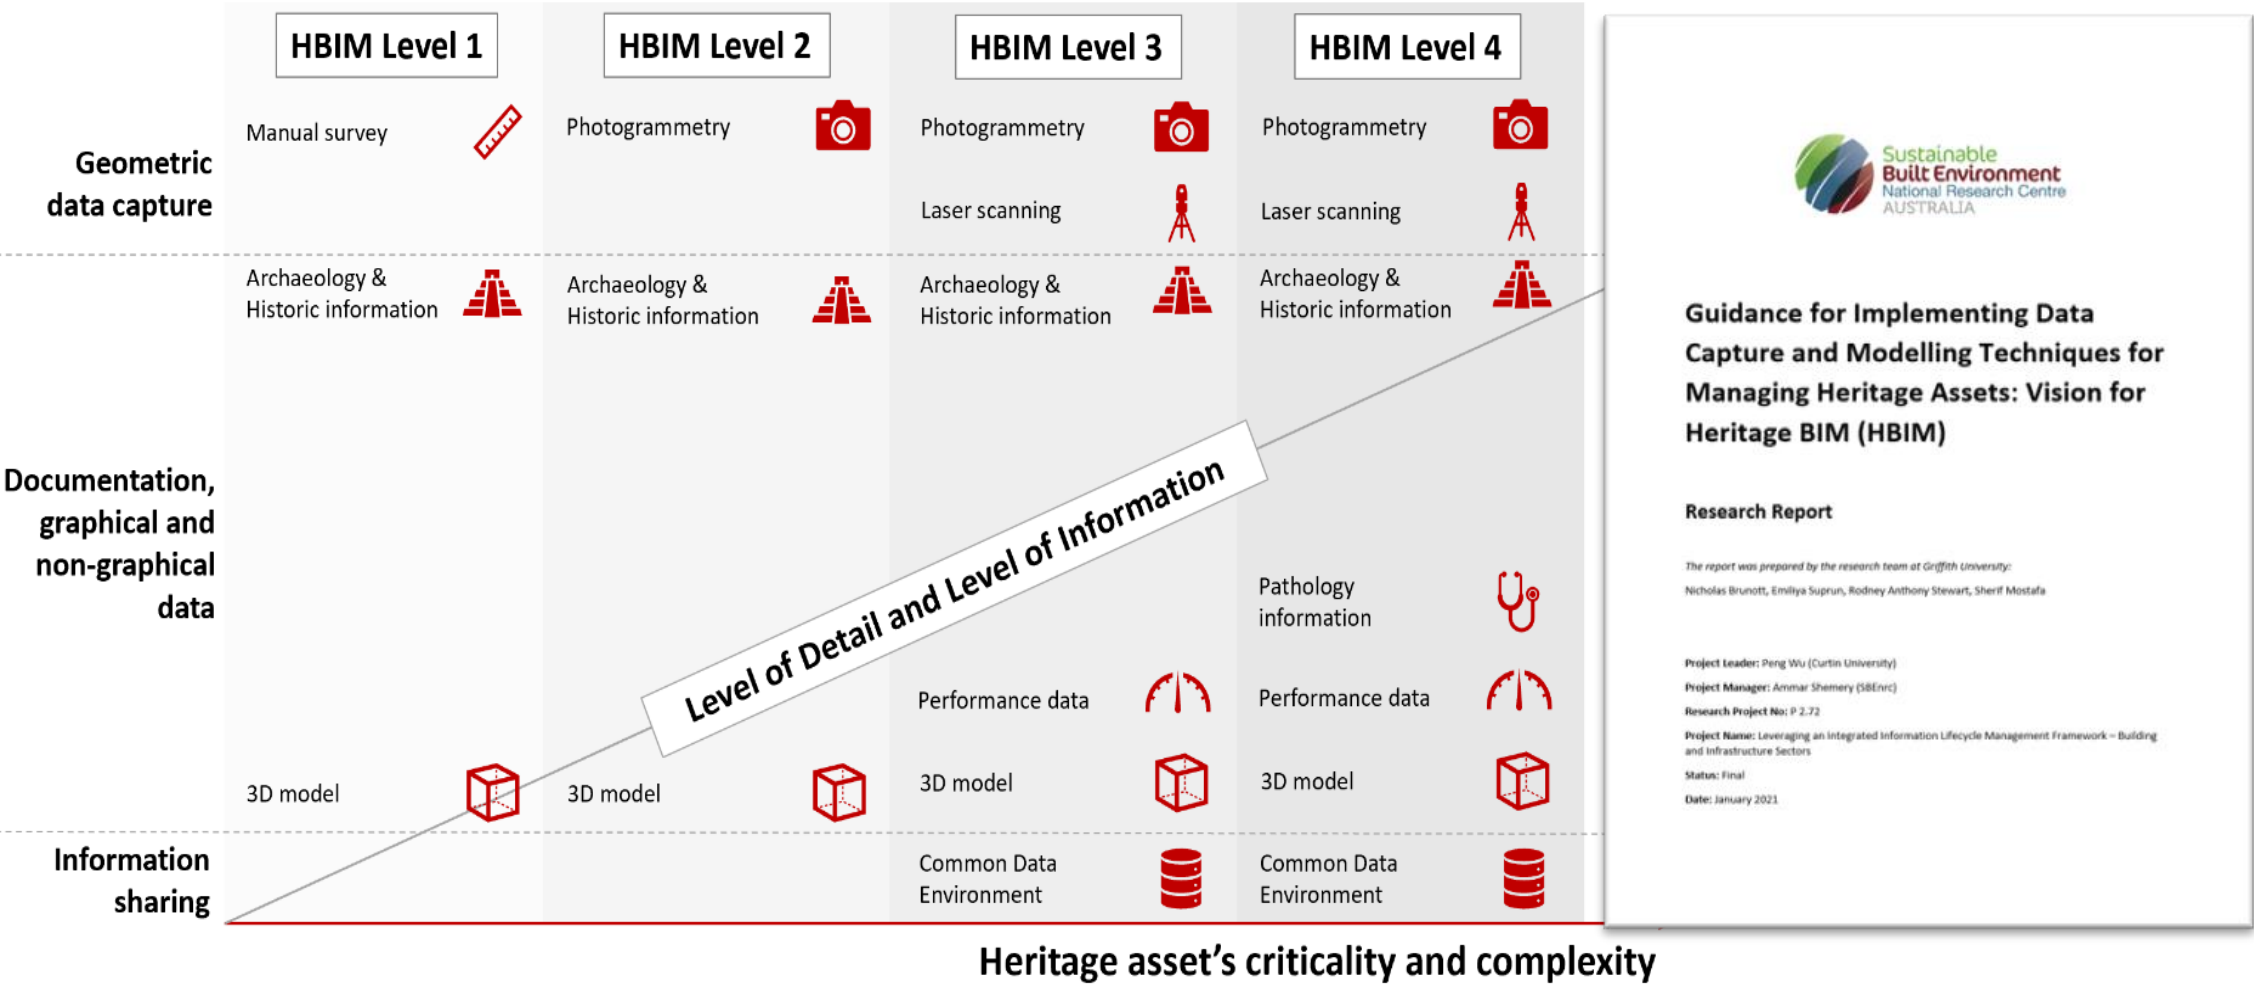 HBIM Level 1
HBIM Level 2
HBIM Level 3
HBIM Level 4
Geometric
data capture
Manual survey
Photogrammetry
Photogrammetry
Photogrammetry
Laser scanning
Laser scanning
Documentation,
graphical and
non-graphical
data
Archaeology &
Historic information
Archaeology &
Historic information
Archaeology &
Historic information
Archaeology &
Historic information
Level of Detail and Level of Information
Pathology
information
Performance data
Performance data
3D model
3D model
3D model
3D model
Information
sharing
Common Data
Environment
Common Data
Environment
Heritage asset's criticality and complexity
Sustainable
Built Environment
National Research Centre
AUSTRALIA
Guidance for Implementing Data
Capture and Modelling Techniques for
Managing Heritage Assets: Vision for
Heritage BIM (HBIM)
Research Report
The report was prepared by the research team at Griffith University:
Nicholas Brunott, Emiliya Suprun, Rodney Anthony Stewart, Sherif Mostafa
Project Leader: Peng Wu (Curtin University)
Project Manager: Ammar Shemery (SBEnrc)
Research Project No: P 2.72
Project Name: Leveraging an Integrated Information Lifecycle Management Framework – Building
and Infrastructure Sectors
Status: Final
Date: January 2021